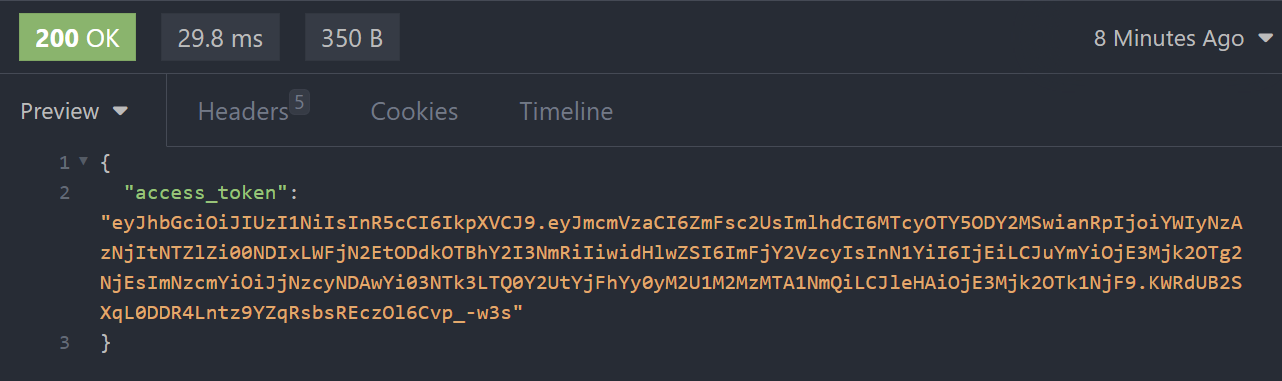 200 OK 29.8 ms 350 B 8 Minutes Ago
Preview Headers 5 Cookies Timeline
1 {
2 "access_token":
"eyJhbGciOiJIUzI1NiIsInR5cCI6IkpXVCJ9.eyJmcmVzaCI6ZmFsc2UsImlhdCI6MTcyOTY5ODY2MSwianRpIjoiYWIyNzA
zNjItNTZlZi00NDIxLWFjN2EtODdkOTBhY2I3NmRiIiwidHlwZSI6ImFjY2VzcyIsInN1YiI6IjEiLCJuYmYiOjE3Mjk2OTg2
NjEsImNzcmYiOiJjNzcyNDAwYi03NTk3LTQ0Y2UtYjFhYy0yM2U1M2MzMTA1NmQiLCJleHAiOjE3Mjk2OTk1NjF9.KWRdUB2S
XqL0DDR4Lntz9YZqRsbsREczOl6Cvp_-w3s"
3 }